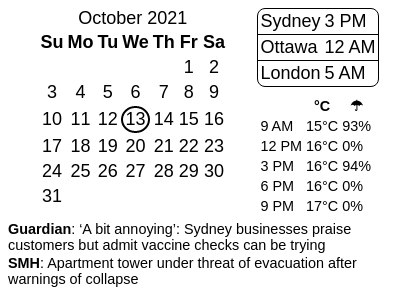 October 2021
Su Mo Tu We Th Fr Sa
1 2
3 4 5 6 7 8 9
10 11 12 13 14 15 16
17 18 19 20 21 22 23
24 25 26 27 28 29 30
31
Sydney 3 PM
Ottawa 12 AM
London 5 AM
°C ☂
9 AM 15°C 93%
12 PM 16°C 0%
3 PM 16°C 94%
6 PM 16°C 0%
9 PM 17°C 0%
Guardian: ‘A bit annoying’: Sydney businesses praise
customers but admit vaccine checks can be trying
SMH: Apartment tower under threat of evacuation after
warnings of collapse